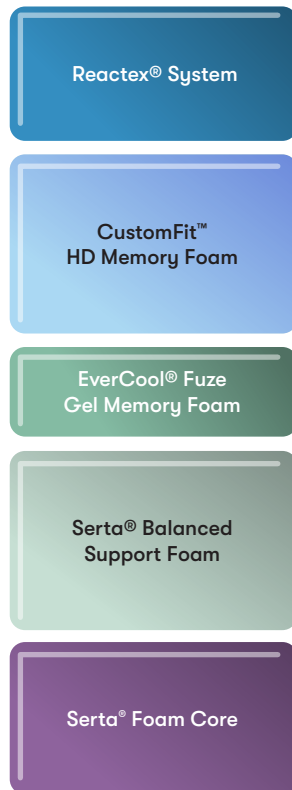 Reactex® System
CustomFit™
HD Memory Foam
EverCool® Fuze
Gel Memory Foam
Serta® Balanced
Support Foam
Serta® Foam Core